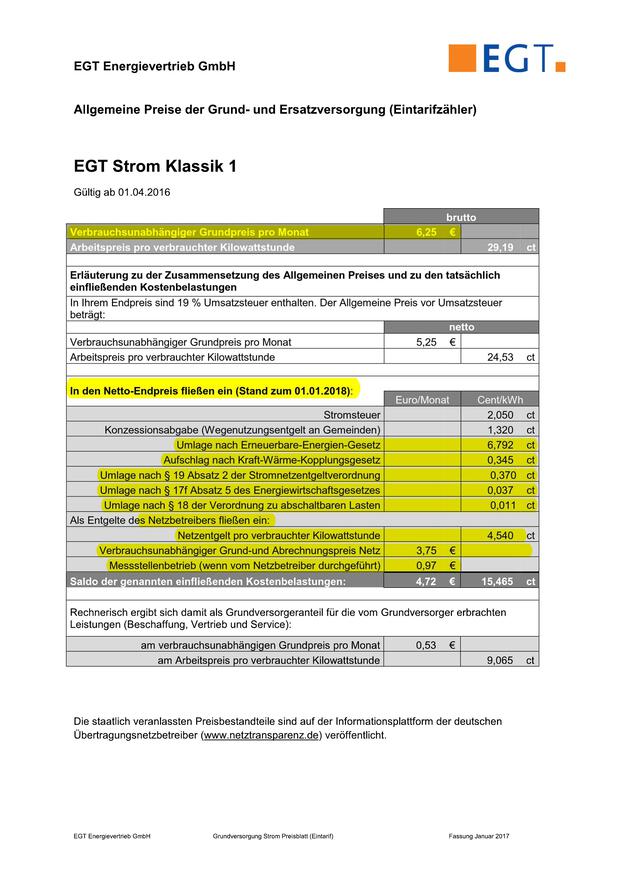 EGT Energievertrieb GmbH
EGT
Allgemeine Preise der Grund- und Ersatzversorgung (Eintarifzähler)
EGT Strom Klassik 1
Gültig ab 01.04.2016
brutto
Verbrauchsunabhängiger Grundpreis pro Monat 6,25 €
Arbeitspreis pro verbrauchter Kilowattstunde 29,19 ct
Erläuterung zu der Zusammensetzung des Allgemeinen Preises und zu den tatsächlich
einfließenden Kostenbelastungen
In Ihrem Endpreis sind 19 % Umsatzsteuer enthalten. Der Allgemeine Preis vor Umsatzsteuer
beträgt:
netto
Verbrauchsunabhängiger Grundpreis pro Monat 5,25 €
Arbeitspreis pro verbrauchter Kilowattstunde 24,53 ct
In den Netto-Endpreis fließen ein (Stand zum 01.01.2018):
Euro/Monat Cent/kWh
Stromsteuer 2,050 ct
Konzessionsabgabe (Wegenutzungsentgelt an Gemeinden) 1,320 ct
Umlage nach Erneuerbare-Energien-Gesetz 6,792 ct
Aufschlag nach Kraft-Wärme-Kopplungsgesetz 0,345 ct
Umlage nach § 19 Absatz 2 der Stromnetzentgeltverordnung 0,370 ct
Umlage nach § 17f Absatz 5 des Energiewirtschaftsgesetzes 0,037 ct
Umlage nach § 18 der Verordnung zu abschaltbaren Lasten 0,011 ct
Als Entgelte des Netzbetreibers fließen ein:
Netzentgelt pro verbrauchter Kilowattstunde 4,540 ct
Verbrauchsunabhängiger Grund-und Abrechnungspreis Netz 3,75 €
Messstellenbetrieb (wenn vom Netzbetreiber durchgeführt) 0,97 €
Saldo der genannten einfließenden Kostenbelastungen: 4,72 € 15,465 ct
Rechnerisch ergibt sich damit als Grundversorgeranteil für die vom Grundversorger erbrachten
Leistungen (Beschaffung, Vertrieb und Service):
am verbrauchsunabhängigen Grundpreis pro Monat 0,53 €
am Arbeitspreis pro verbrauchter Kilowattstunde 9,065 ct
Die staatlich veranlassten Preisbestandteile sind auf der Informationsplattform der deutschen
Übertragungsnetzbetreiber (www.netztransparenz.de) veröffentlicht.
EGT Energievertrieb GmbH Grundversorgung Strom Preisblatt (Eintarif) Fassung Januar 2017